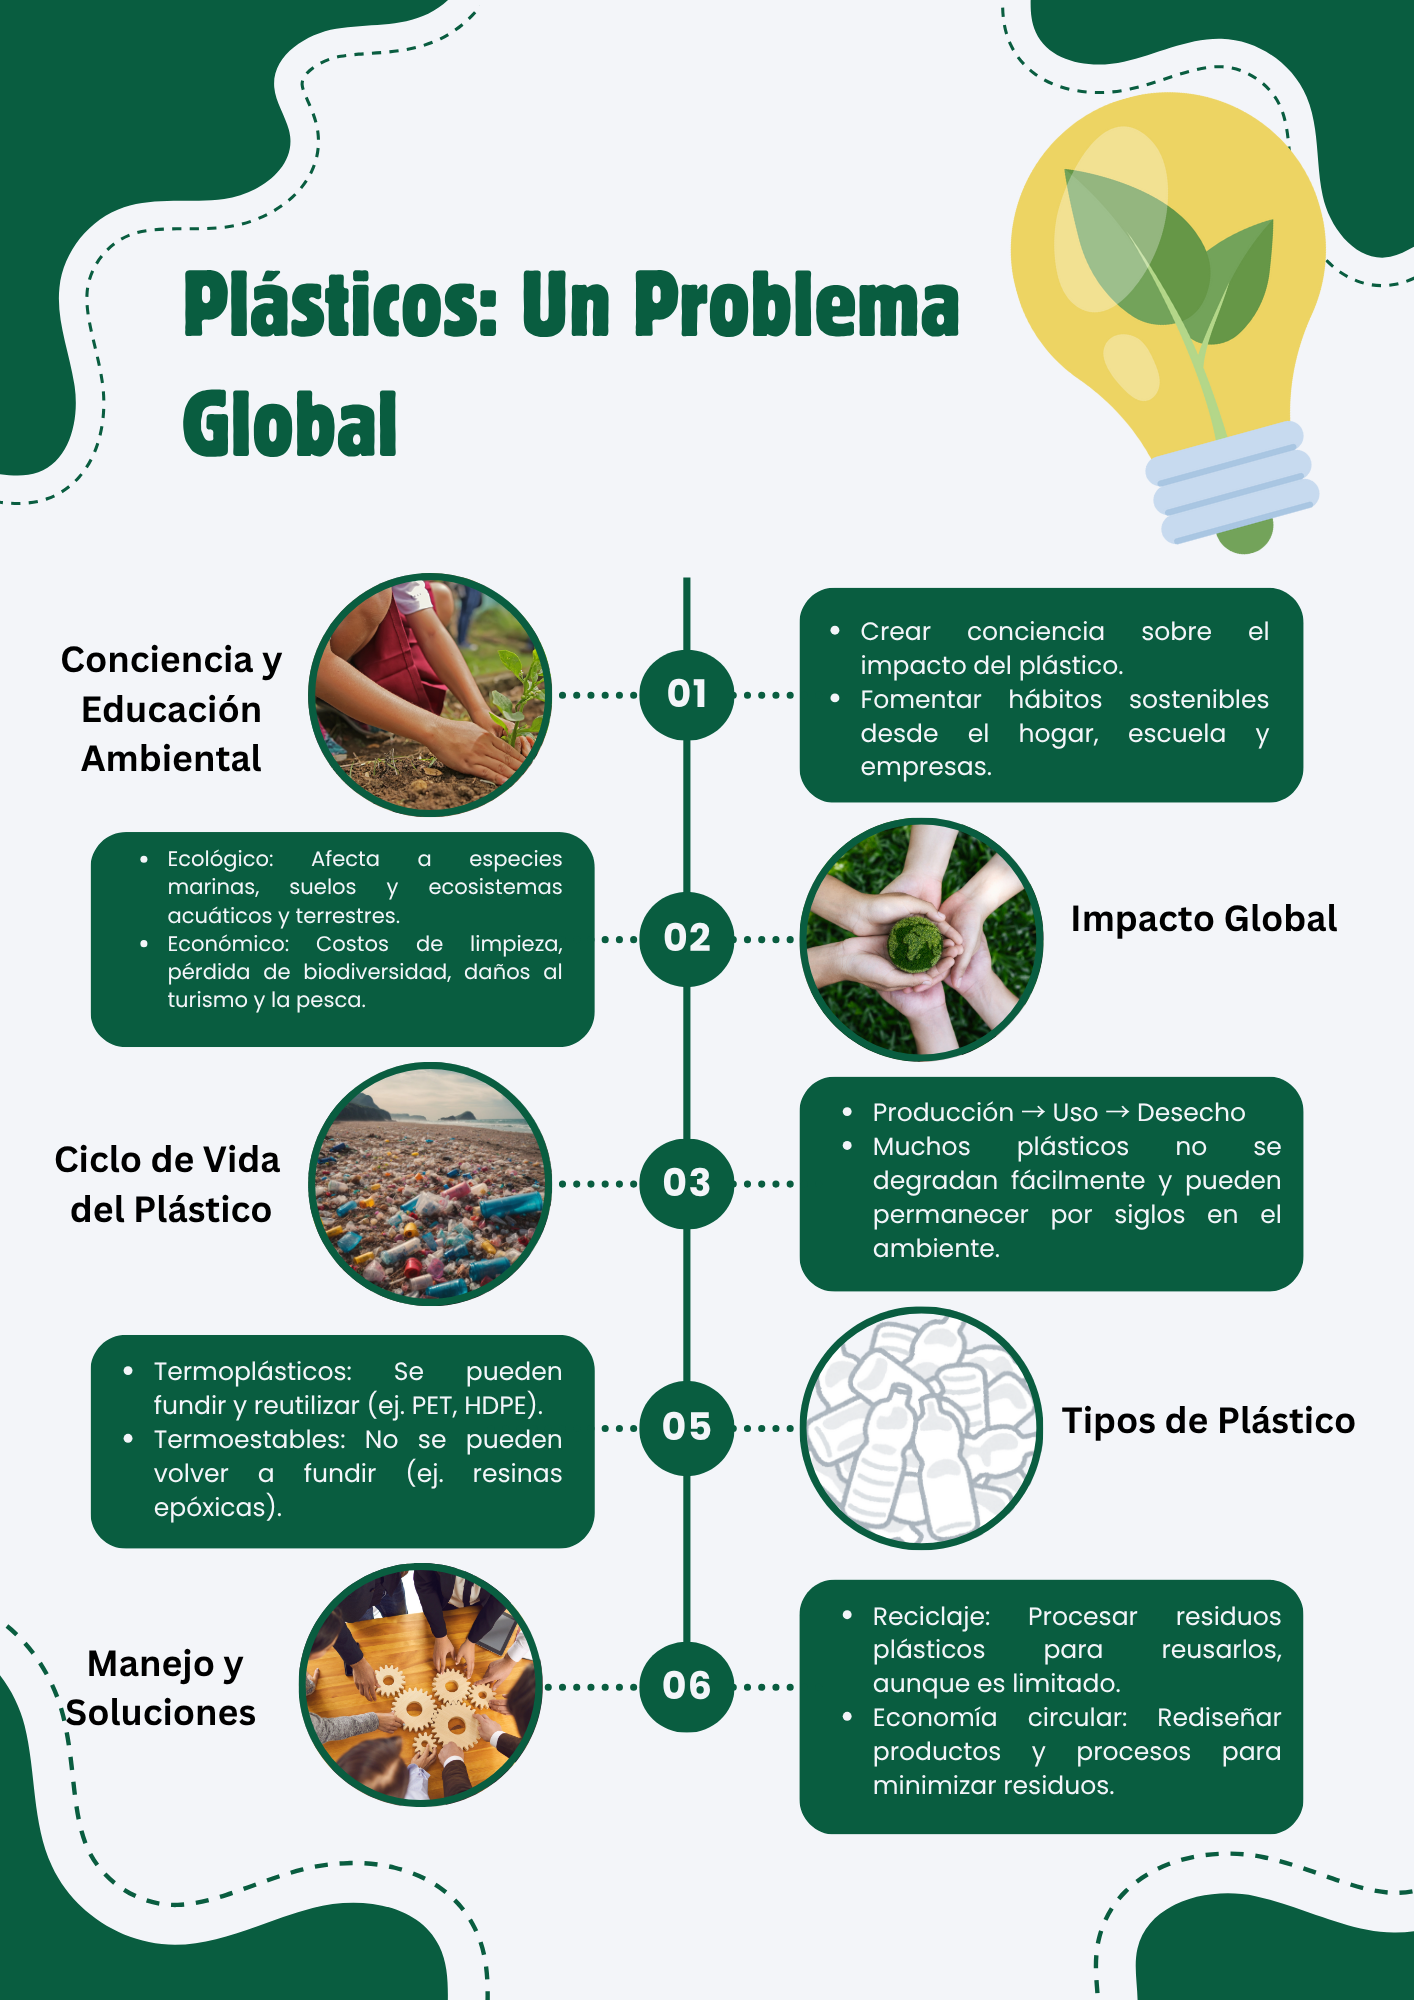 Plásticos: Un Problema
Global
Conciencia y
Educación
Ambiental
01
• Crear conciencia sobre el
impacto del plástico.
• Fomentar hábitos sostenibles
desde el hogar, escuela y
empresas.
• Ecológico: Afecta a especies
marinas, suelos y ecosistemas
acuáticos y terrestres.
• Económico: Costos de limpieza,
pérdida de biodiversidad, daños al
turismo y la pesca.
02
Impacto Global
Ciclo de Vida
del Plástico
03
• Producción → Uso → Desecho
• Muchos plásticos no se
degradan fácilmente y pueden
permanecer por siglos en el
ambiente.
• Termoplásticos: Se pueden
fundir y reutilizar (ej. PET, HDPE).
• Termoestables: No se pueden
volver a fundir (ej. resinas
epóxicas).
05
Tipos de Plástico
Manejo y
Soluciones
06
• Reciclaje: Procesar residuos
plásticos para reusarlos,
aunque es limitado.
• Economía circular: Rediseñar
productos y procesos para
minimizar residuos.